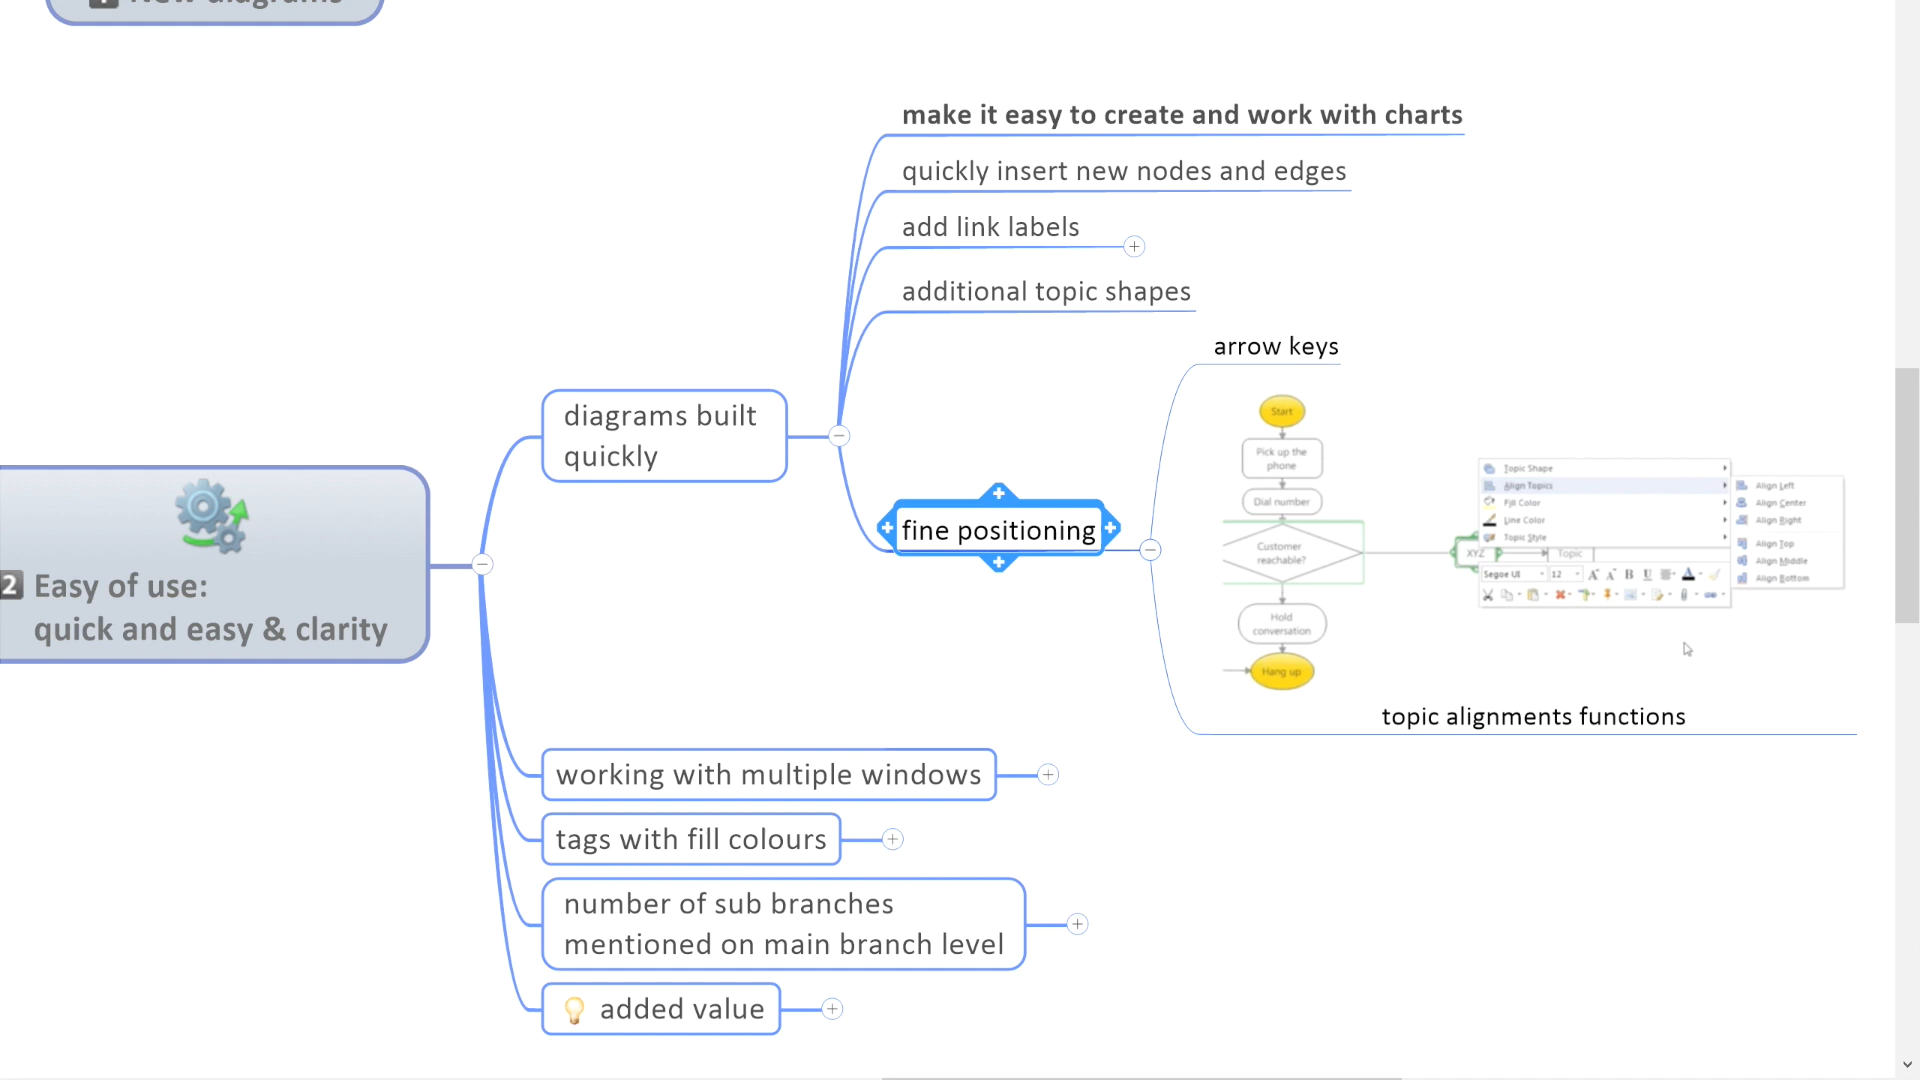 New diagrams
make it easy to create and work with charts
quickly insert new nodes and edges
add link labels
additional topic shapes
arrow keys
diagrams built
quickly
fine positioning
Start
Pick up the
phone
Dial number
Customer
reachable?
Hold
conversation
Hang up
XYZ
Topic
Topic Shape
Align Topics
Fill Color
Line Color
Topic Style
Align Left
Align Center
Align Right
Align Top
Align Middle
Align Bottom
Segoe UI 12 A A B U A
topic alignments functions
2 Easy of use:
quick and easy & clarity
working with multiple windows
tags with fill colours
number of sub branches
mentioned on main branch level
added value